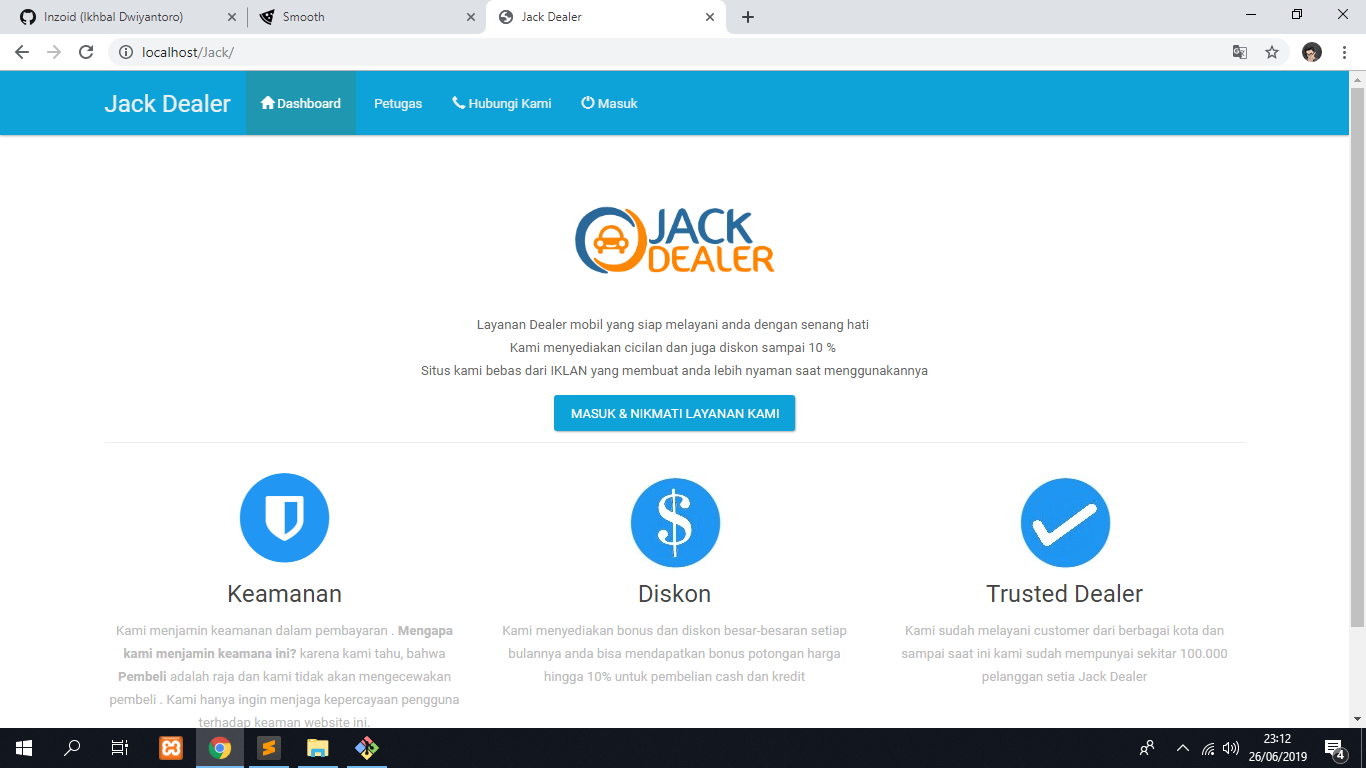 Inzoid (Ikhbal Dwiyantoro)
Smooth
Jack Dealer
localhost/Jack/
Jack Dealer
Dashboard
Petugas
Hubungi Kami
Masuk
JACK
DEALER
Layanan Dealer mobil yang siap melayani anda dengan senang hati
Kami menyediakan cicilan dan juga diskon sampai 10 %
Situs kami bebas dari IKLAN yang membuat anda lebih nyaman saat menggunakannya
MASUK & NIKMATI LAYANAN KAMI
$
Keamanan
Kami menjamin keamanan dalam pembayaran . Mengapa
kami menjamin keamana ini? karena kami tahu, bahwa
Pembeli adalah raja dan kami tidak akan mengecewakan
pembeli . Kami hanya ingin menjaga kepercayaan pengguna
terhadap keaman website ini.
Diskon
Kami menyediakan bonus dan diskon besar-besaran setiap
bulannya anda bisa mendapatkan bonus potongan harga
hingga 10% untuk pembelian cash dan kredit
Trusted Dealer
Kami sudah melayani customer dari berbagai kota dan
sampai saat ini kami sudah mempunyai sekitar 100.000
pelanggan setia Jack Dealer
23:12
26/06/2019
4